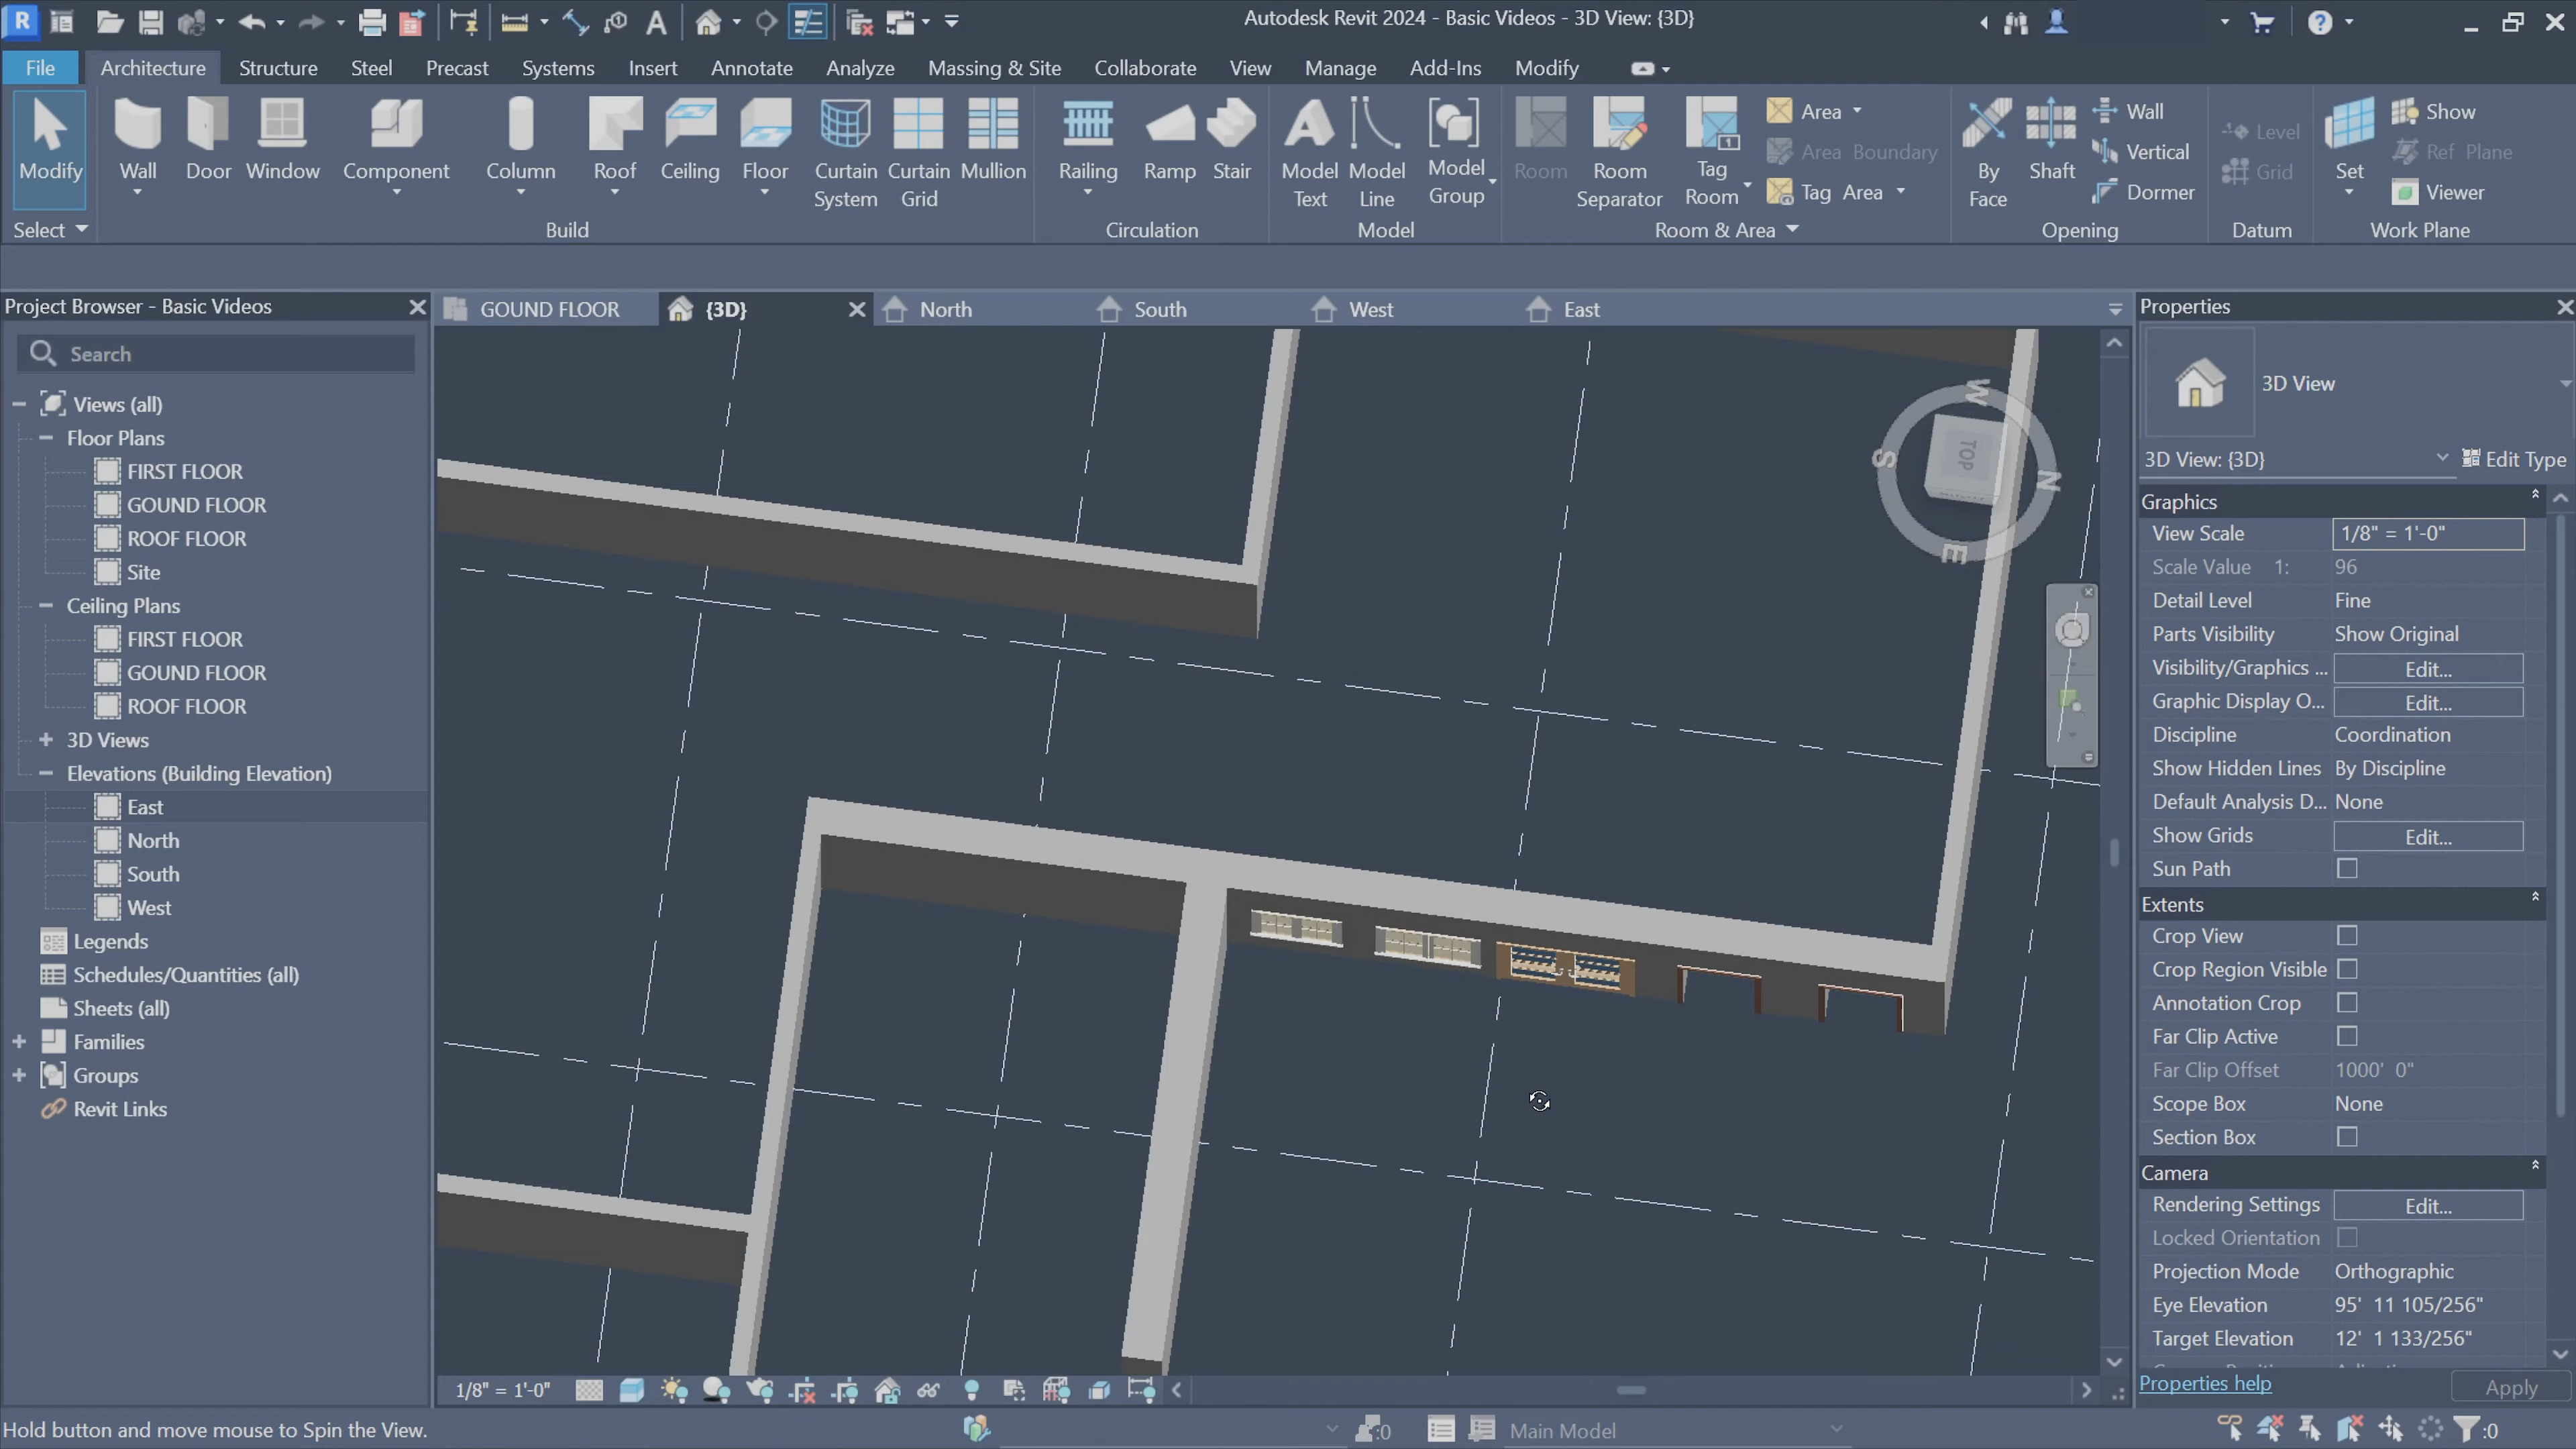 Autodesk Revit 2024 - Basic Videos - 3D View: {3D}
File Architecture Structure Steel Precast Systems Insert Annotate Analyze Massing & Site Collaborate View Manage Add-Ins Modify
Modify
Wall
Door
Window
Component
Column
Roof
Ceiling
Floor
Curtain System
Curtain Grid
Mullion
Railing
Ramp
Stair
Model Text
Model Line
Model Group
Room
Room Separator
Tag Room
Area
Area Boundary
Tag Area
By Face
Shaft
Wall
Vertical
Dormer
Level
Grid
Set
Show
Ref Plane
Viewer
Select Build Circulation Model Room & Area Opening Datum Work Plane
Project Browser - Basic Videos
Search
Views (all)
Floor Plans
FIRST FLOOR
GOUND FLOOR
ROOF FLOOR
Site
Ceiling Plans
FIRST FLOOR
GOUND FLOOR
ROOF FLOOR
3D Views
Elevations (Building Elevation)
East
North
South
West
Legends
Schedules/Quantities (all)
Sheets (all)
Families
Groups
Revit Links
GOUND FLOOR {3D} North South West East
W
S
TOP
N
E
Properties
3D View
3D View: {3D} Edit Type
Graphics
View Scale 1/8" = 1'-0"
Scale Value 1: 96
Detail Level Fine
Parts Visibility Show Original
Visibility/Graphics ... Edit...
Graphic Display O... Edit...
Discipline Coordination
Show Hidden Lines By Discipline
Default Analysis D... None
Show Grids Edit...
Sun Path
Extents
Crop View
Crop Region Visible
Annotation Crop
Far Clip Active
Far Clip Offset 1000' 0"
Scope Box None
Section Box
Camera
Rendering Settings Edit...
Locked Orientation
Projection Mode Orthographic
Eye Elevation 95' 11 105/256"
Target Elevation 12' 1 133/256"
Properties help Apply
1/8" = 1'-0"
Hold button and move mouse to Spin the View. :0 Main Model :0